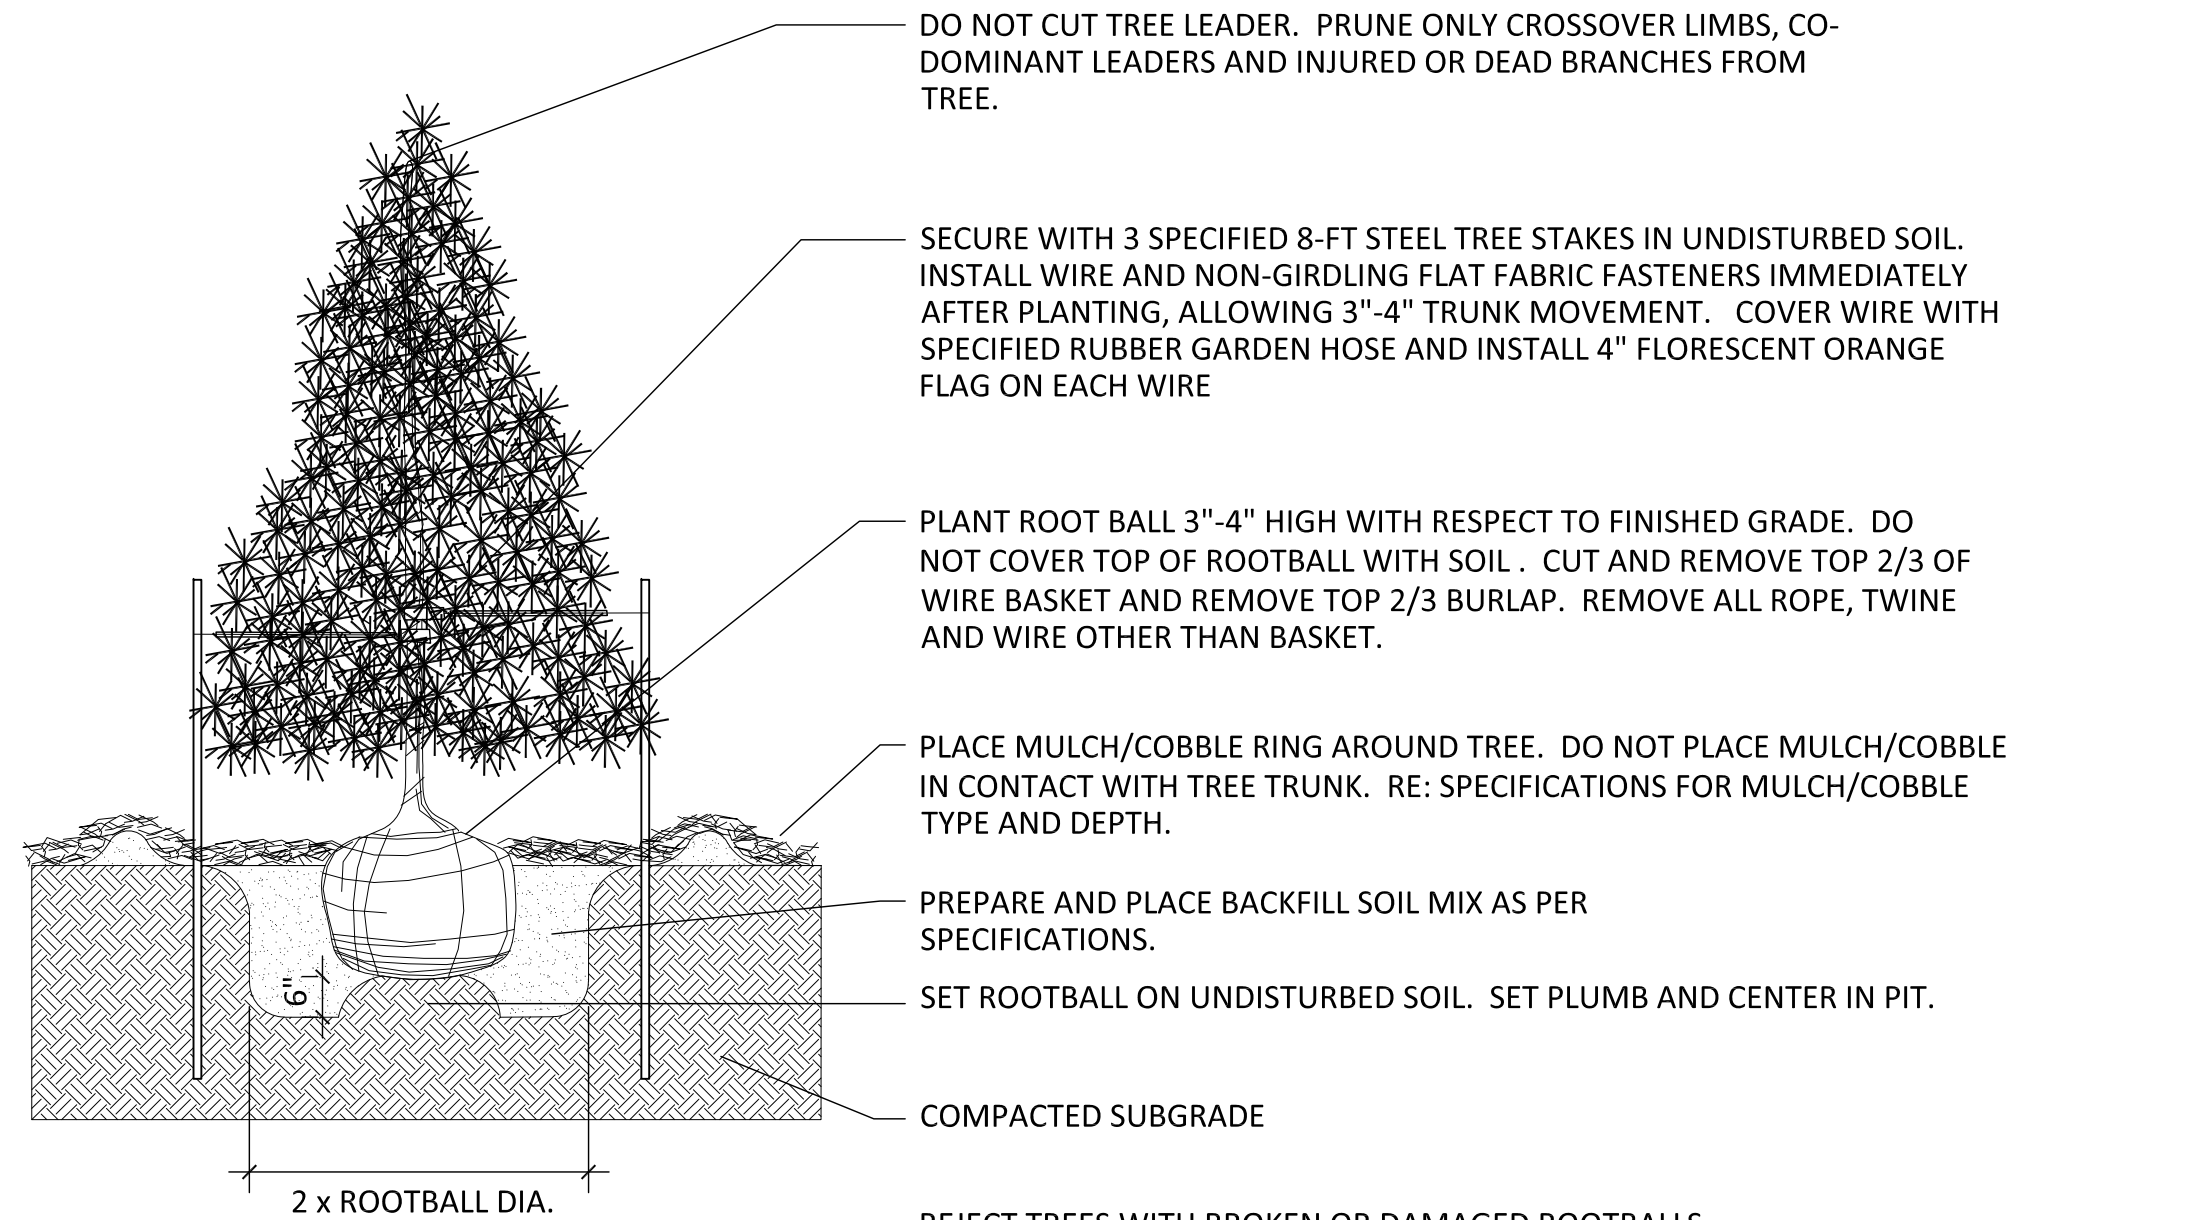 DO NOT CUT TREE LEADER. PRUNE ONLY CROSSOVER LIMBS, CO-
DOMINANT LEADERS AND INJURED OR DEAD BRANCHES FROM
TREE.
SECURE WITH 3 SPECIFIED 8-FT STEEL TREE STAKES IN UNDISTURBED SOIL.
INSTALL WIRE AND NON-GIRDLING FLAT FABRIC FASTENERS IMMEDIATELY
AFTER PLANTING, ALLOWING 3"-4" TRUNK MOVEMENT. COVER WIRE WITH
SPECIFIED RUBBER GARDEN HOSE AND INSTALL 4" FLORESCENT ORANGE
FLAG ON EACH WIRE
PLANT ROOT BALL 3"-4" HIGH WITH RESPECT TO FINISHED GRADE. DO
NOT COVER TOP OF ROOTBALL WITH SOIL . CUT AND REMOVE TOP 2/3 OF
WIRE BASKET AND REMOVE TOP 2/3 BURLAP. REMOVE ALL ROPE, TWINE
AND WIRE OTHER THAN BASKET.
PLACE MULCH/COBBLE RING AROUND TREE. DO NOT PLACE MULCH/COBBLE
IN CONTACT WITH TREE TRUNK. RE: SPECIFICATIONS FOR MULCH/COBBLE
TYPE AND DEPTH.
PREPARE AND PLACE BACKFILL SOIL MIX AS PER
SPECIFICATIONS.
6"
SET ROOTBALL ON UNDISTURBED SOIL. SET PLUMB AND CENTER IN PIT.
COMPACTED SUBGRADE
2 x ROOTBALL DIA.
REJECT TREES WITH BROKEN OR DAMAGED ROOTBALLS